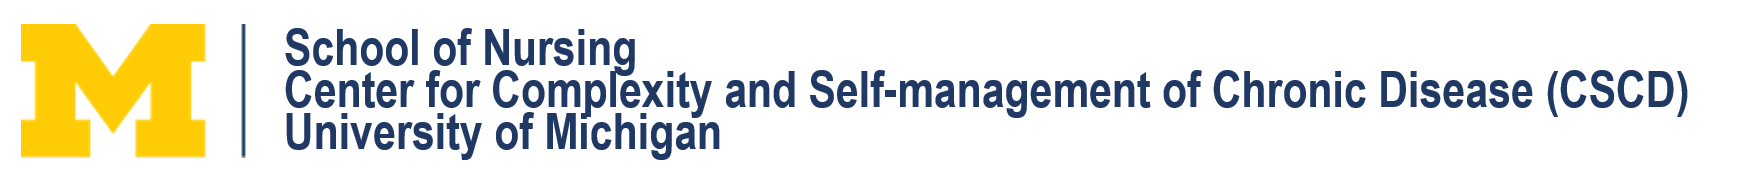 M
School of Nursing
Center for Complexity and Self-management of Chronic Disease (CSCD)
University of Michigan